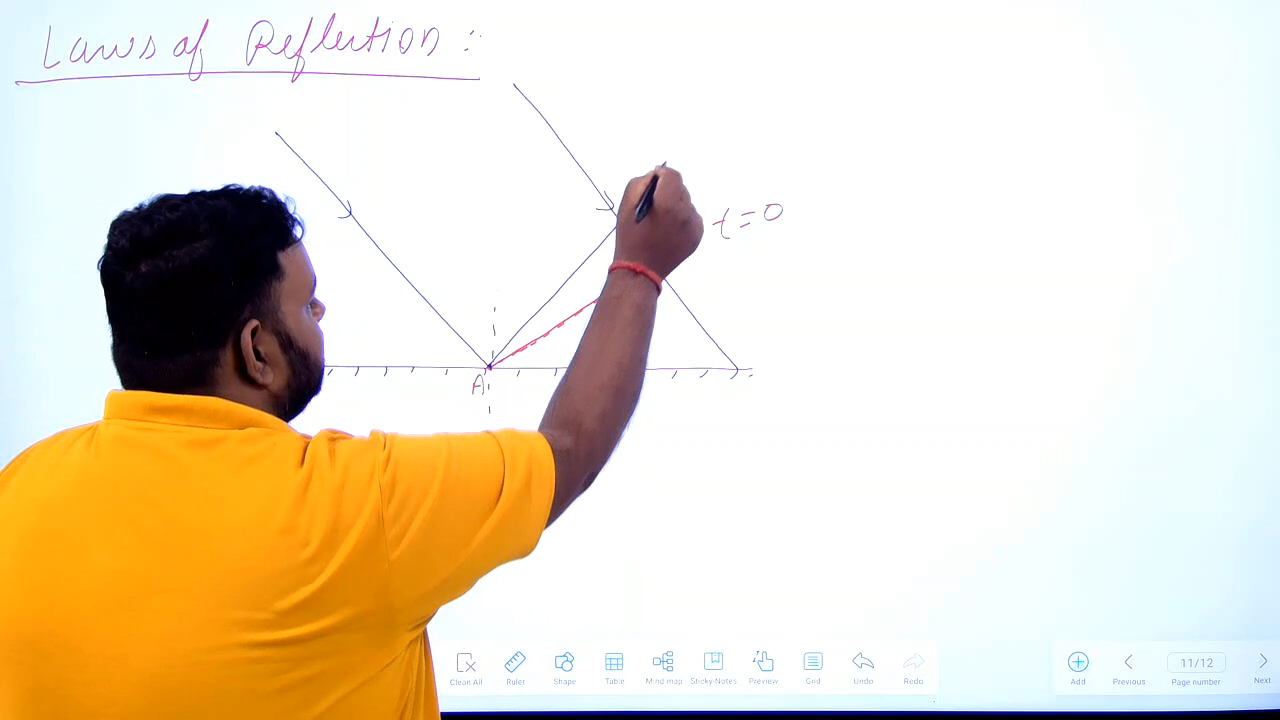 Laws of Reflection :
t = 0
A
Clean All Ruler Shape Table Mind map Sticky-Notes Preview Grid Undo Redo Add Previous 11/12 Page number Next